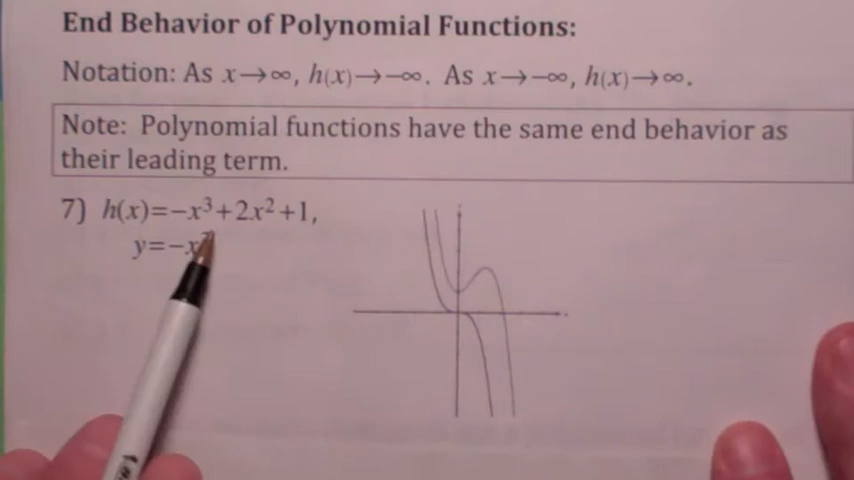 End Behavior of Polynomial Functions:
Notation: As x→∞, h(x)→−∞. As x→−∞, h(x)→∞.
Note: Polynomial functions have the same end behavior as
their leading term.
7) h(x)=−x³+2x²+1,
y=−x